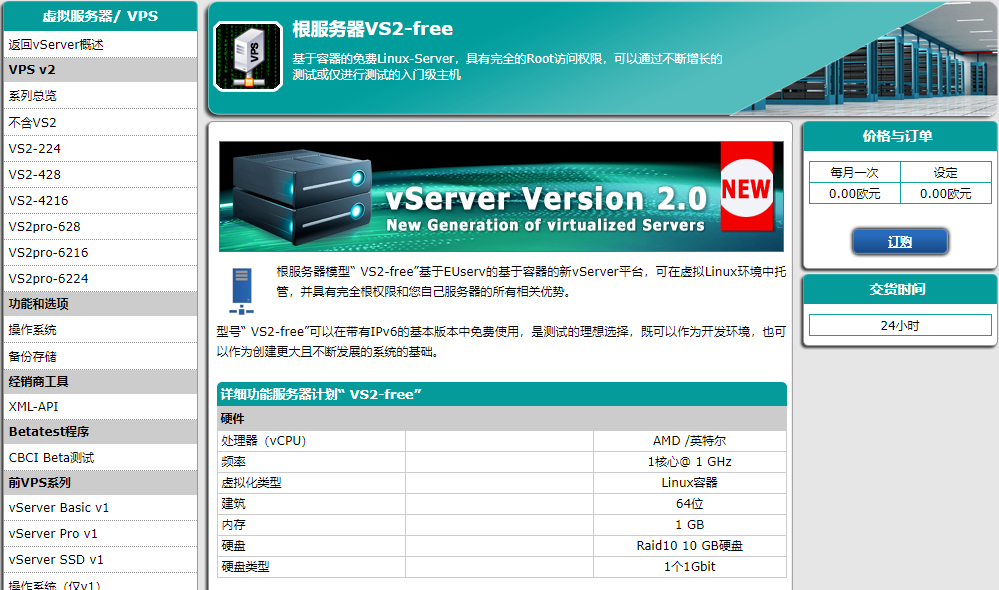 虚拟服务器/ VPS
返回vServer概述
VPS v2
系列总览
不含VS2
VS2-224
VS2-428
VS2-4216
VS2pro-628
VS2pro-6216
VS2pro-6224
功能和选项
操作系统
备份存储
经销商工具
XML-API
Betatest程序
CBCI Beta测试
前VPS系列
vServer Basic v1
vServer Pro v1
vServer SSD v1
操作系统（仅v1）
VPS
根服务器VS2-free
基于容器的免费Linux-Server，具有完全的Root访问权限，可以通过不断增长的
测试或仅进行测试的入门级主机
vServer Version 2.0
New Generation of virtualized Servers
NEW
根服务器模型“ VS2-free”基于EUserv的基于容器的新vServer平台，可在虚拟Linux环境中托
管，并具有完全根权限和您自己服务器的所有相关优势。
型号“ VS2-free”可以在带有IPv6的基本版本中免费使用，是测试的理想选择，既可以作为开发环境，也可
以作为创建更大且不断发展的系统的基础。
详细功能服务器计划“ VS2-free”
硬件
处理器（vCPU） AMD /英特尔
频率 1核心@ 1 GHz
虚拟化类型 Linux容器
建筑 64位
内存 1 GB
硬盘 Raid10 10 GB硬盘
硬盘类型 1个1Gbit
价格与订单
每月一次 设定
0.00欧元 0.00欧元
订购
交货时间
24小时